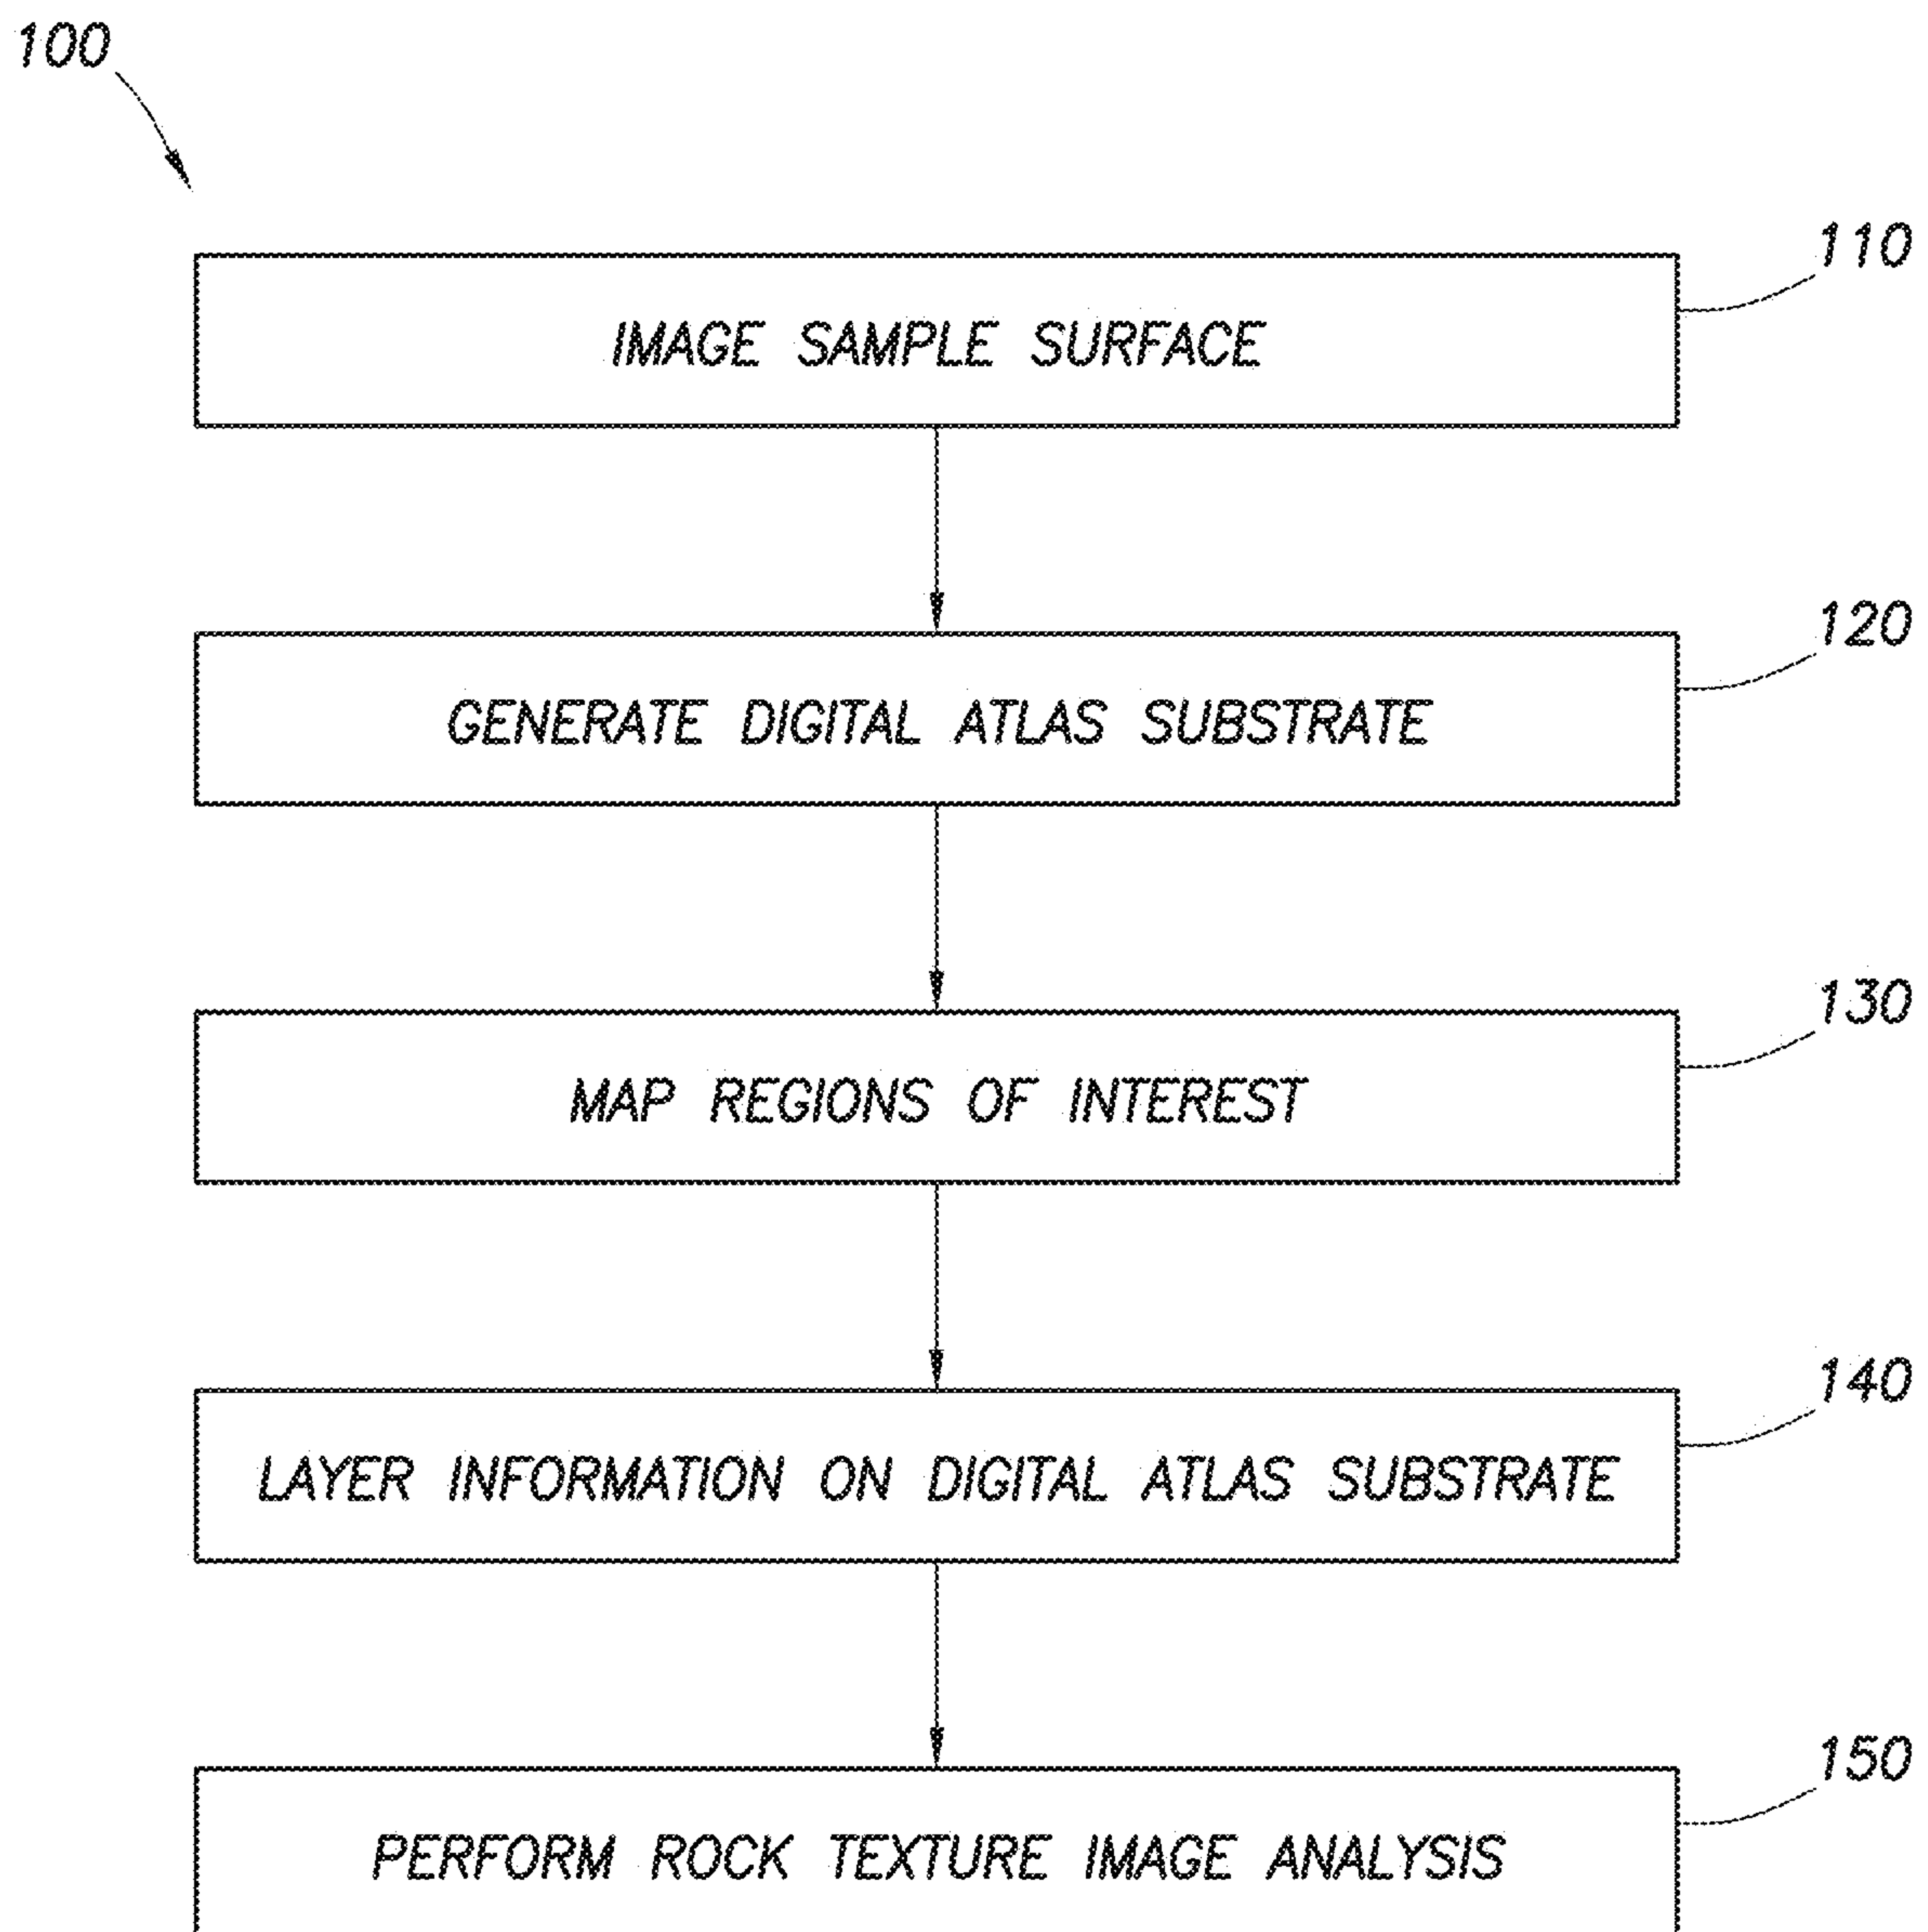 100
110
IMAGE SAMPLE SURFACE
120
GENERATE DIGITAL ATLAS SUBSTRATE
130
MAP REGIONS OF INTEREST
140
LAYER INFORMATION ON DIGITAL ATLAS SUBSTRATE
150
PERFORM ROCK TEXTURE IMAGE ANALYSIS